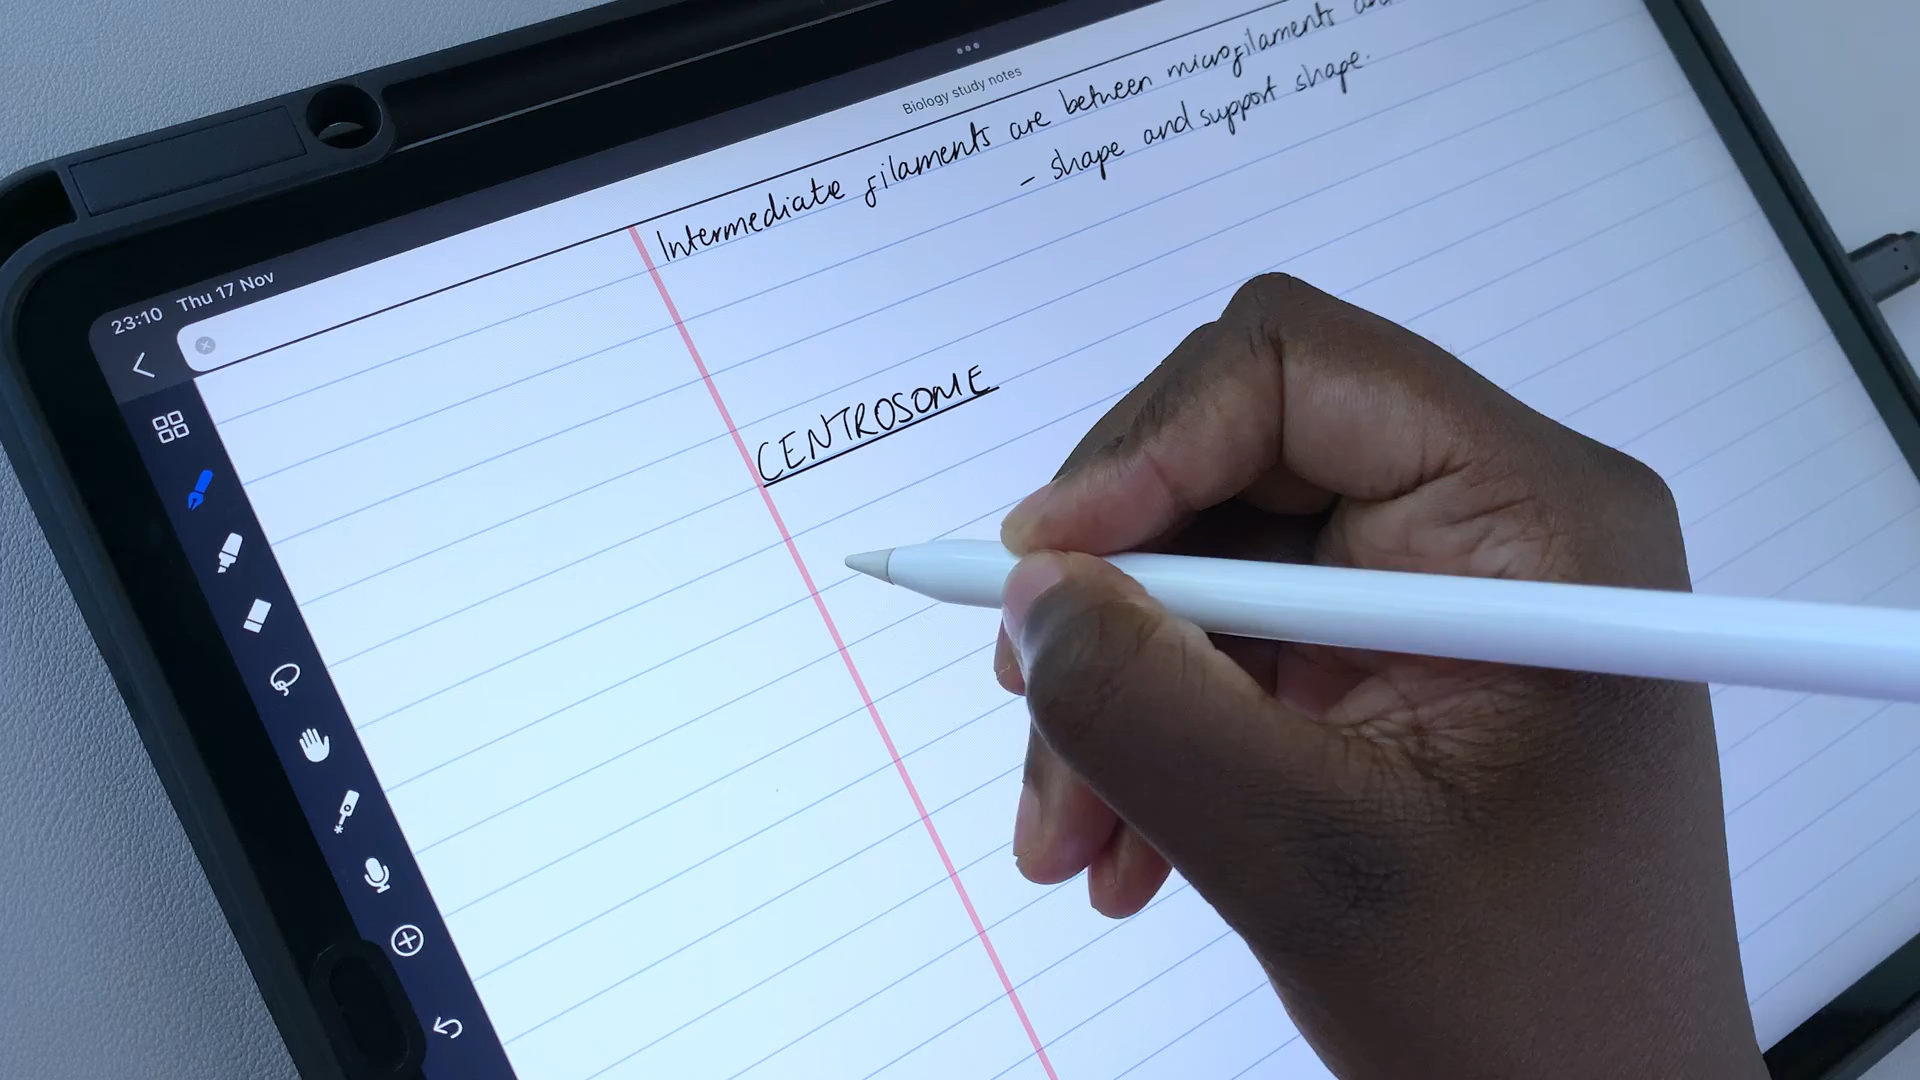 23:10 Thu 17 Nov
Biology study notes
Intermediate filaments are between microfilaments
- shape and support shape.
CENTROSOME